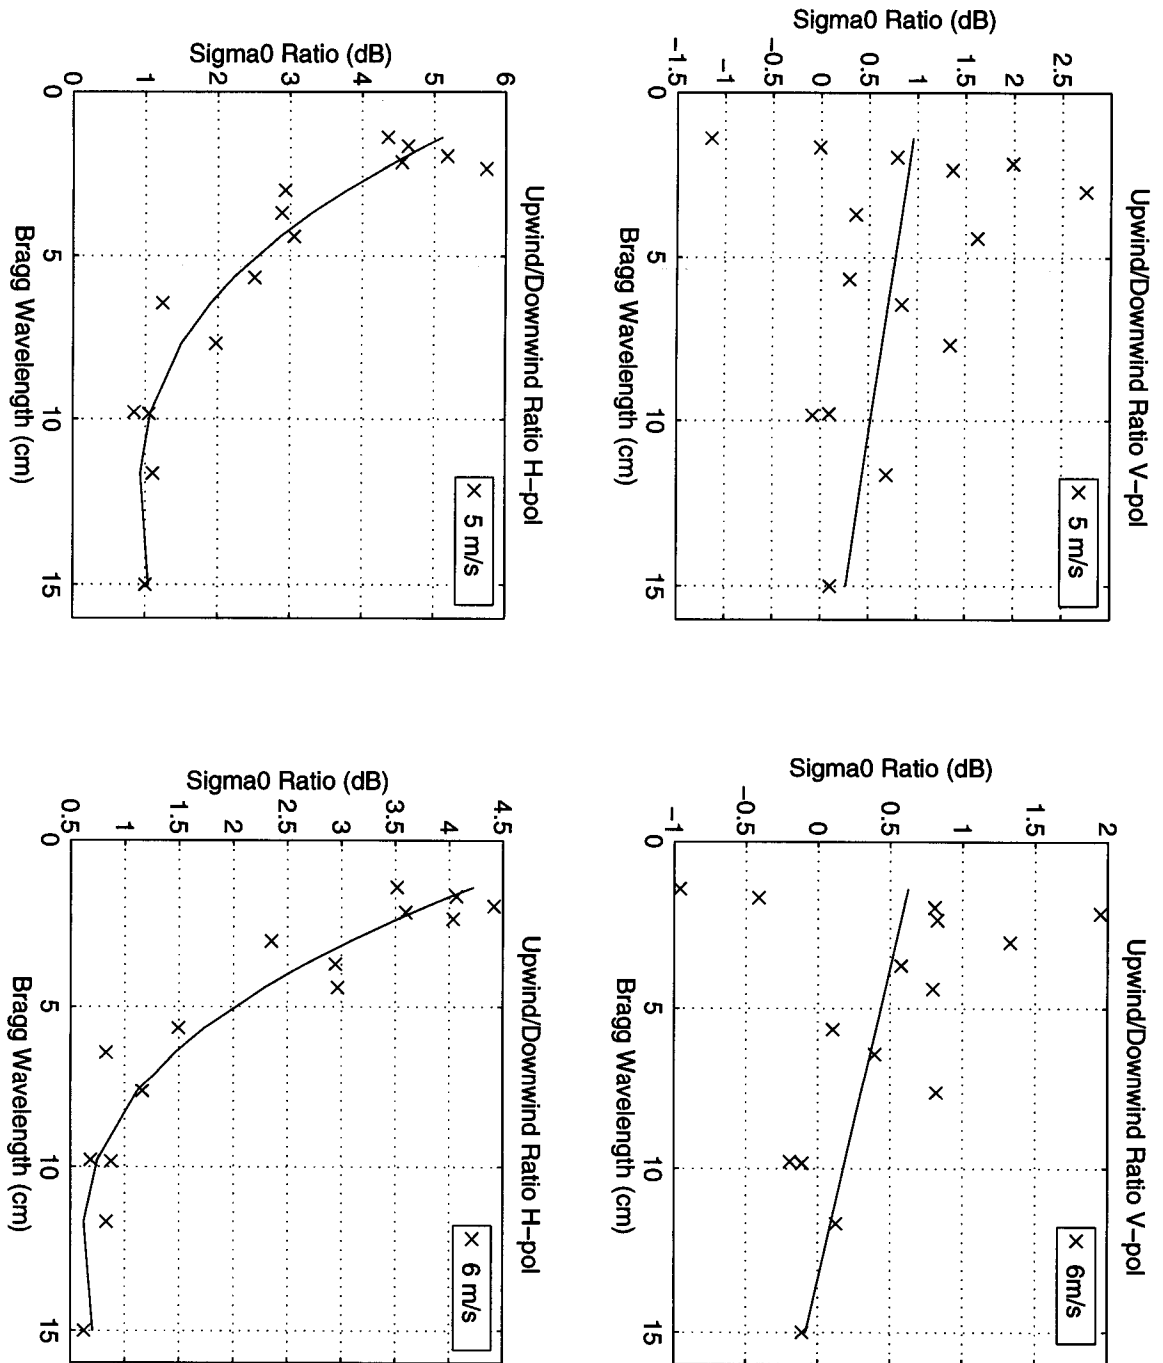 Upwind/Downwind Ratio V−pol
Sigma0 Ratio (dB)
2.5
2
1.5
1
0.5
0
−0.5
−1
−1.5
× 5 m/s
0 5 10 15
Bragg Wavelength (cm)
Upwind/Downwind Ratio V−pol
Sigma0 Ratio (dB)
2
1.5
1
0.5
0
−0.5
−1
× 6m/s
0 5 10 15
Bragg Wavelength (cm)
Upwind/Downwind Ratio H−pol
Sigma0 Ratio (dB)
6
5
4
3
2
1
0
× 5 m/s
0 5 10 15
Bragg Wavelength (cm)
Upwind/Downwind Ratio H−pol
Sigma0 Ratio (dB)
4.5
4
3.5
3
2.5
2
1.5
1
0.5
× 6 m/s
0 5 10 15
Bragg Wavelength (cm)